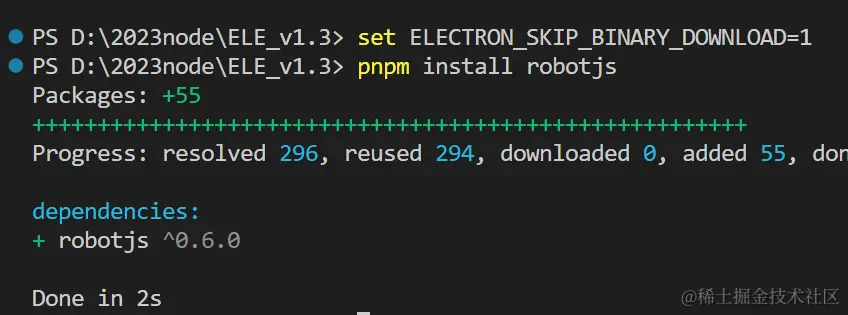 PS D:\2023node\ELE_v1.3> set ELECTRON_SKIP_BINARY_DOWNLOAD=1
PS D:\2023node\ELE_v1.3> pnpm install robotjs
Packages: +55
+++++++++++++++++++++++++++++++++++++++++++++++++++++++
Progress: resolved 296, reused 294, downloaded 0, added 55, don
dependencies:
+ robotjs ^0.6.0
Done in 2s
@稀土掘金技术社区